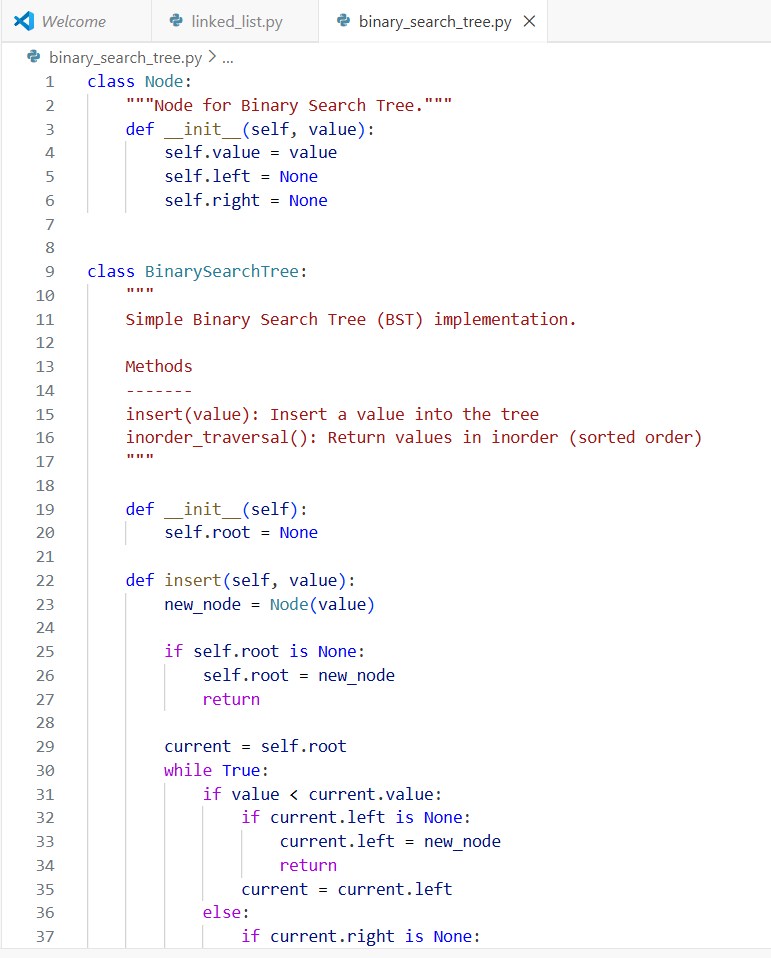 Welcome linked_list.py binary_search_tree.py
binary_search_tree.py > ...
1 class Node:
2     """Node for Binary Search Tree."""
3     def __init__(self, value):
4         self.value = value
5         self.left = None
6         self.right = None
7
8
9 class BinarySearchTree:
10     """
11     Simple Binary Search Tree (BST) implementation.
12
13     Methods
14     -------
15     insert(value): Insert a value into the tree
16     inorder_traversal(): Return values in inorder (sorted order)
17     """
18
19     def __init__(self):
20         self.root = None
21
22     def insert(self, value):
23         new_node = Node(value)
24
25         if self.root is None:
26             self.root = new_node
27             return
28
29         current = self.root
30         while True:
31             if value < current.value:
32                 if current.left is None:
33                     current.left = new_node
34                     return
35                 current = current.left
36             else:
37                 if current.right is None: